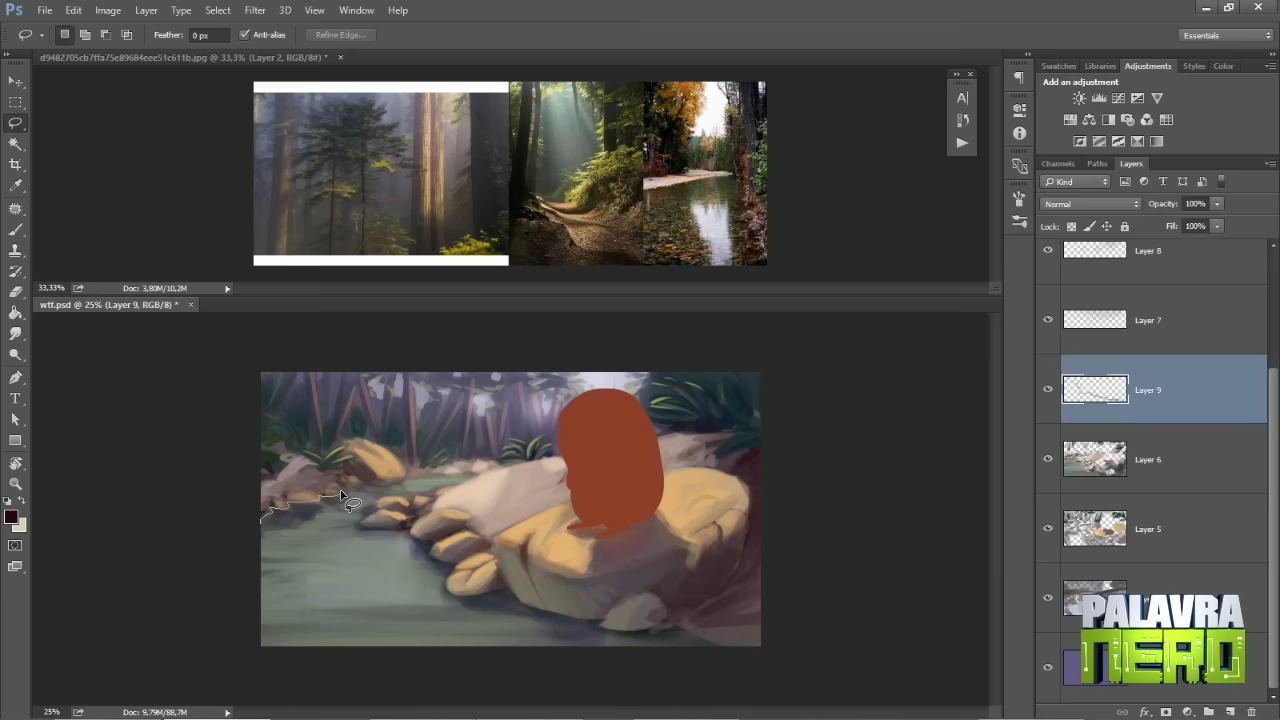 Ps File Edit Image Layer Type Select Filter 3D View Window Help
Feather: 0 px Anti-alias Refine Edge... Essentials
d9482705cb7ffa75e89684eee51c611b.jpg @ 33,3% (Layer 2, RGB/8#) *
Swatches Libraries Adjustments Styles Color
Add an adjustment
Channels Paths Layers
Kind
Normal Opacity: 100%
Lock: Fill: 100%
Layer 8
33,33% Doc: 3,80M/10,2M
wtf.psd @ 25% (Layer 9, RGB/8) *
Layer 7
Layer 9
Layer 6
Layer 5
PALAVRA
NERD
25% Doc: 9,79M/88,7M